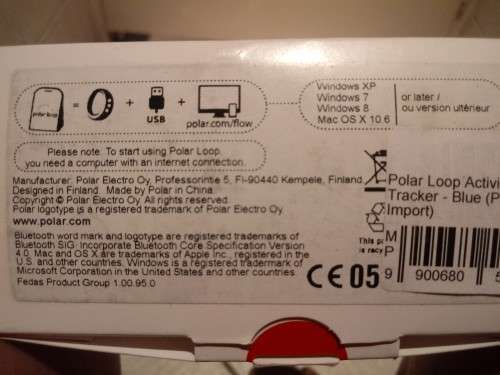 polar loop = + USB + polar.com/flow
Windows XP
Windows 7
Windows 8
Mac OS X 10.6
or later /
ou version ultérieur
Please note: To start using Polar Loop,
you need a computer with an internet connection.
Manufacturer: Polar Electro Oy, Professorintie 5, FI-90440 Kempele, Finland.
Designed in Finland. Made by Polar in China.
Copyright © Polar Electro Oy. All rights reserved.
Polar logotype is a registered trademark of Polar Electro Oy.
www.polar.com
Bluetooth word mark and logotype are registered trademarks of
Bluetooth SIG. Incorporate Bluetooth Core Specification Version
4.0. Mac and OS X are trademarks of Apple Inc., registered in the
U.S. and other countries. Windows is a registered trademark of
Microsoft Corporation in the United States and other countries.
Fedas Product Group 1.00.95.0
CE 05
This pr
is recy
Polar Loop Activi
Tracker - Blue (P
Import)
M
P
9 900680 5